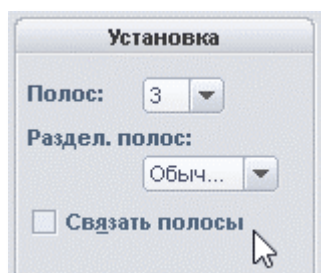 Установка
Полос: 3
Раздел. полос:
Обыч...
Связать полосы